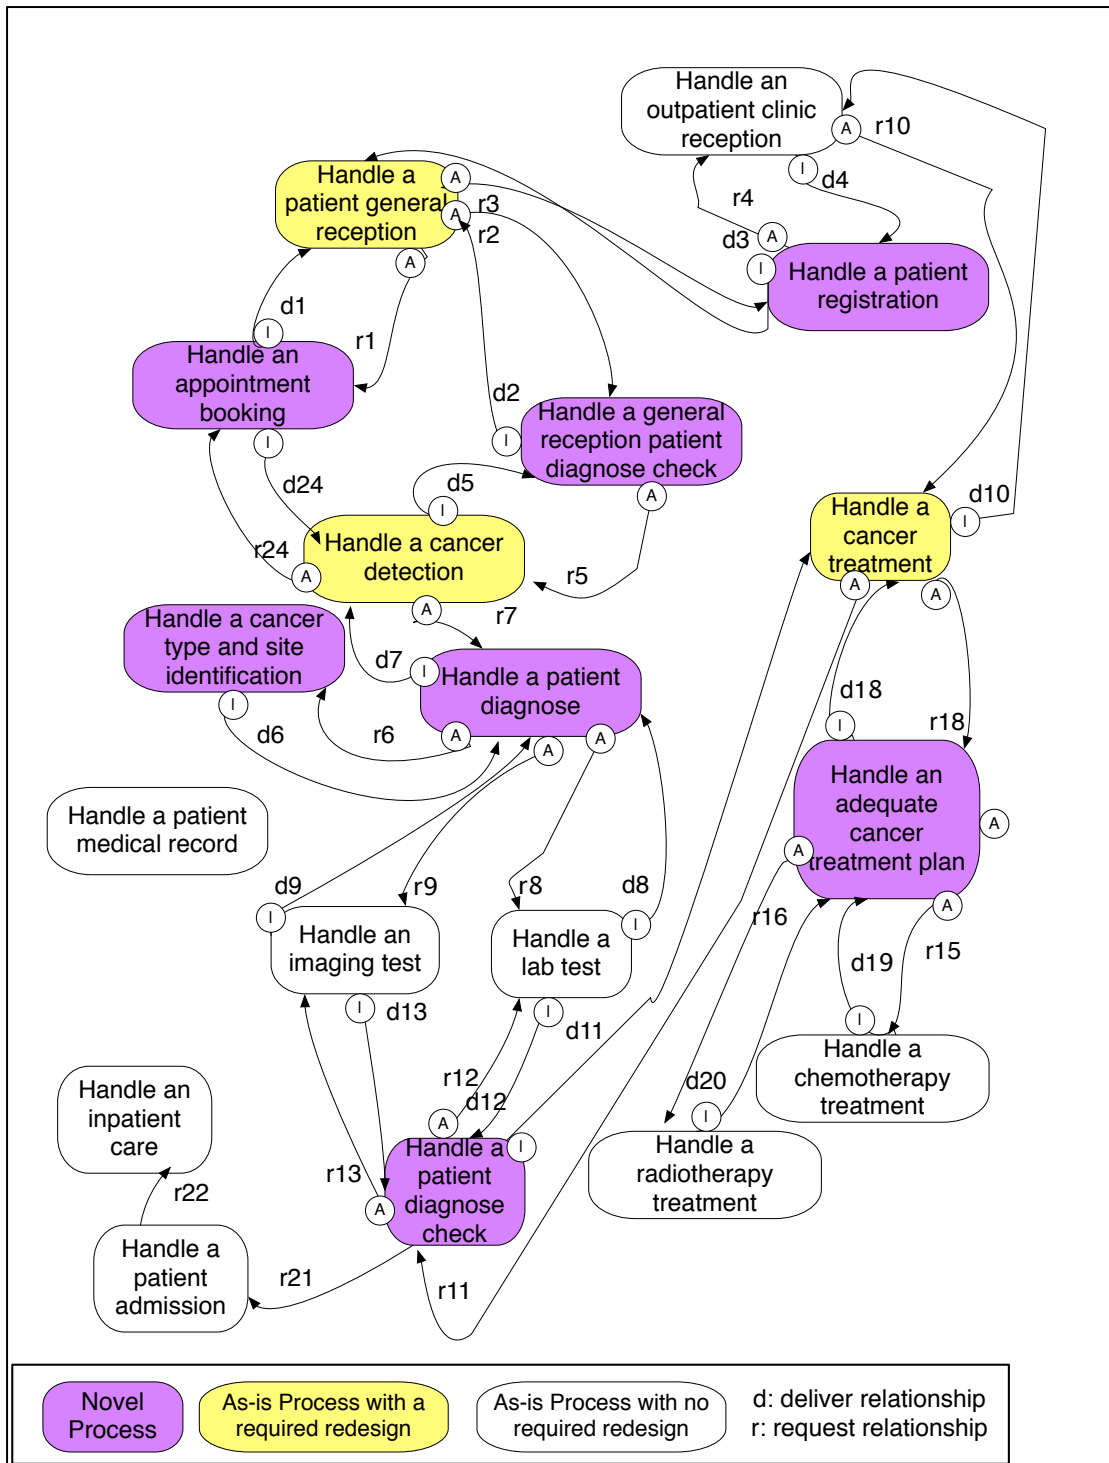 Handle an
outpatient clinic
reception
A
r10
I
d4
r4
A
d3
I
Handle a patient
registration
Handle a
patient general
reception
A
r3
A
r2
A
d1
I
r1
Handle an
appointment
booking
I
d2
I
Handle a general
reception patient
diagnose check
A
d24
d5
I
r24
Handle a cancer
detection
A
A
r7
r5
Handle a
cancer
treatment
d10
I
A
A
Handle a cancer
type and site
identification
I
d7
I
Handle a patient
diagnose
A
A
A
d6
r6
d18
I
r18
Handle an
adequate
cancer
treatment plan
A
A
A
Handle a patient
medical record
d9
r9
r8
d8
I
Handle an
imaging test
I
Handle a
lab test
I
I
d13
d11
r16
d19
r15
I
Handle a
chemotherapy
treatment
d20
I
Handle a
radiotherapy
treatment
r12
d12
A
I
Handle a
patient
diagnose
check
r13
A
Handle an
inpatient
care
r22
Handle a
patient
admission
r21
r11
Novel
Process
As-is Process with a
required redesign
As-is Process with no
required redesign
d: deliver relationship
r: request relationship